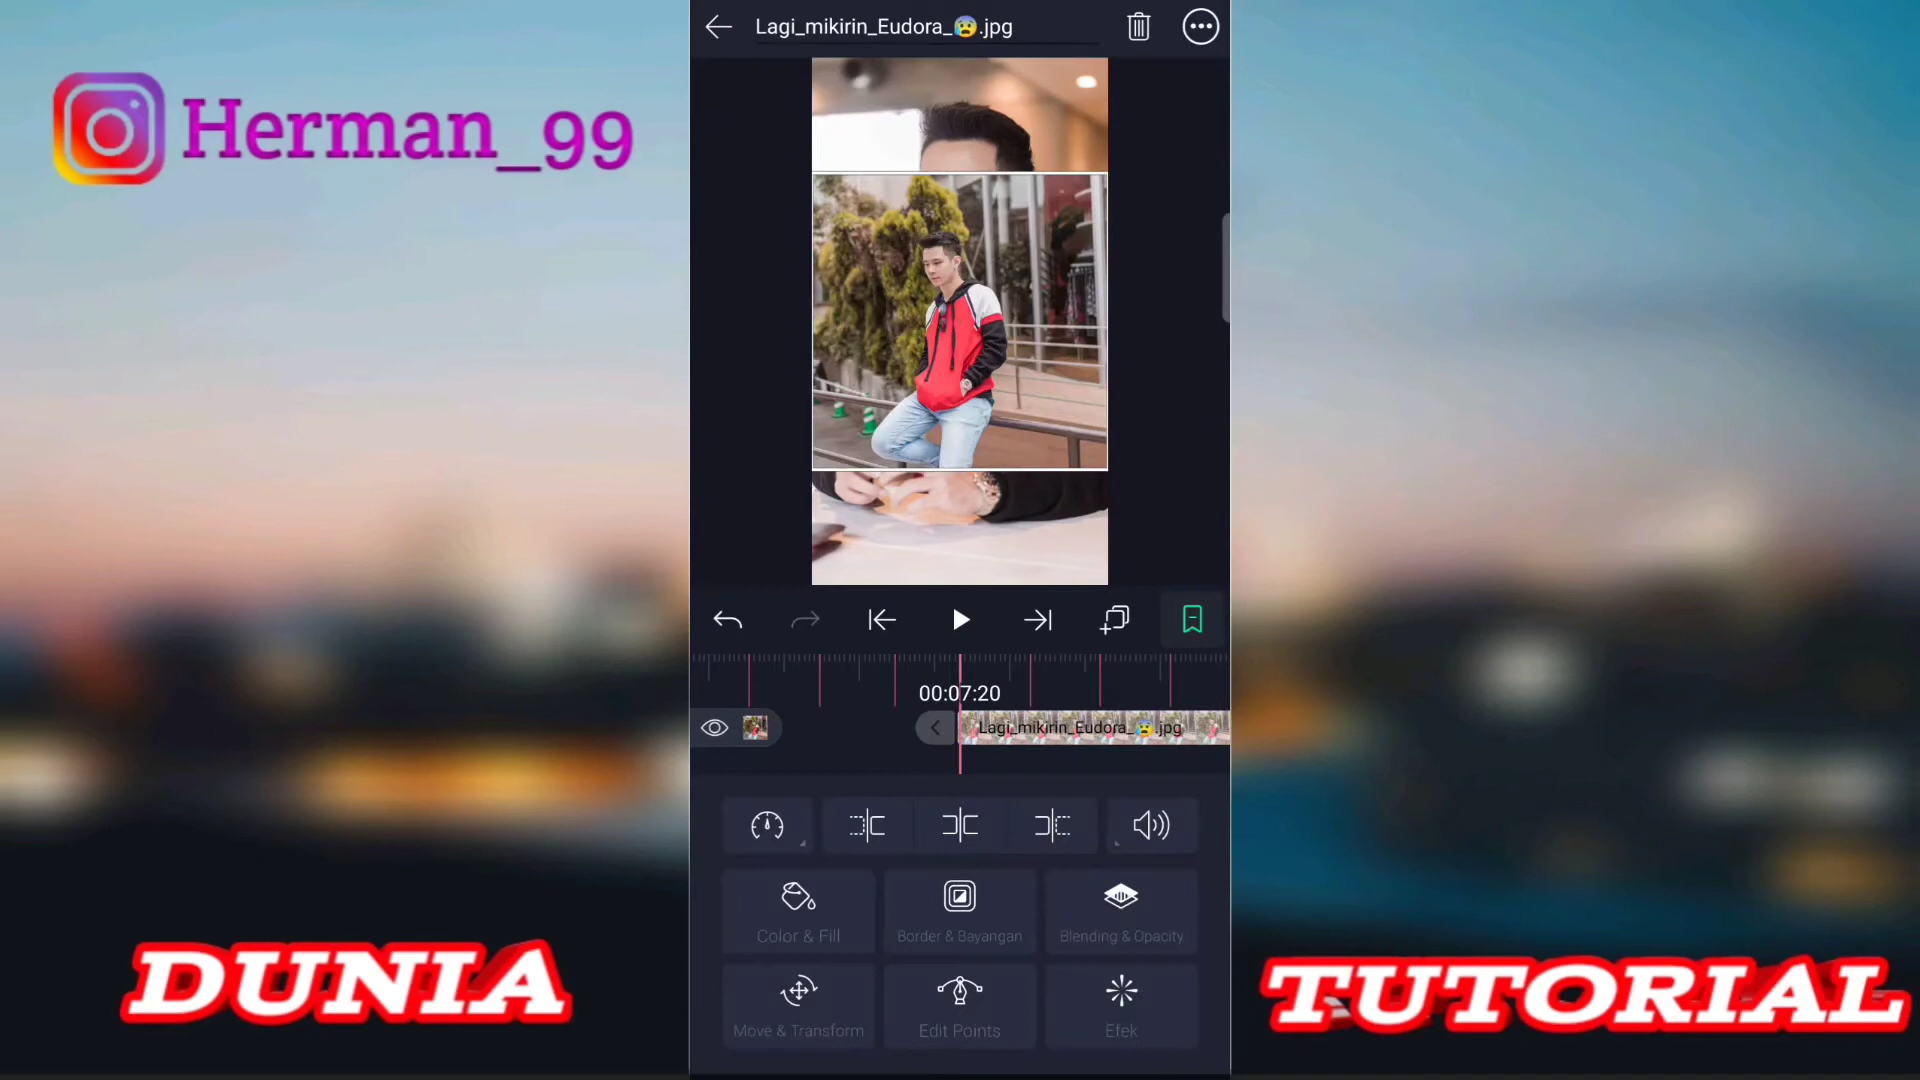 Lagi_mikirin_Eudora_😰.jpg
Herman_99
00:07:20
Lagi_mikirin_Eudora_😰.jpg
Color & Fill
Border & Bayangan
Blending & Opacity
Move & Transform
Edit Points
Efek
DUNIA
TUTORIAL